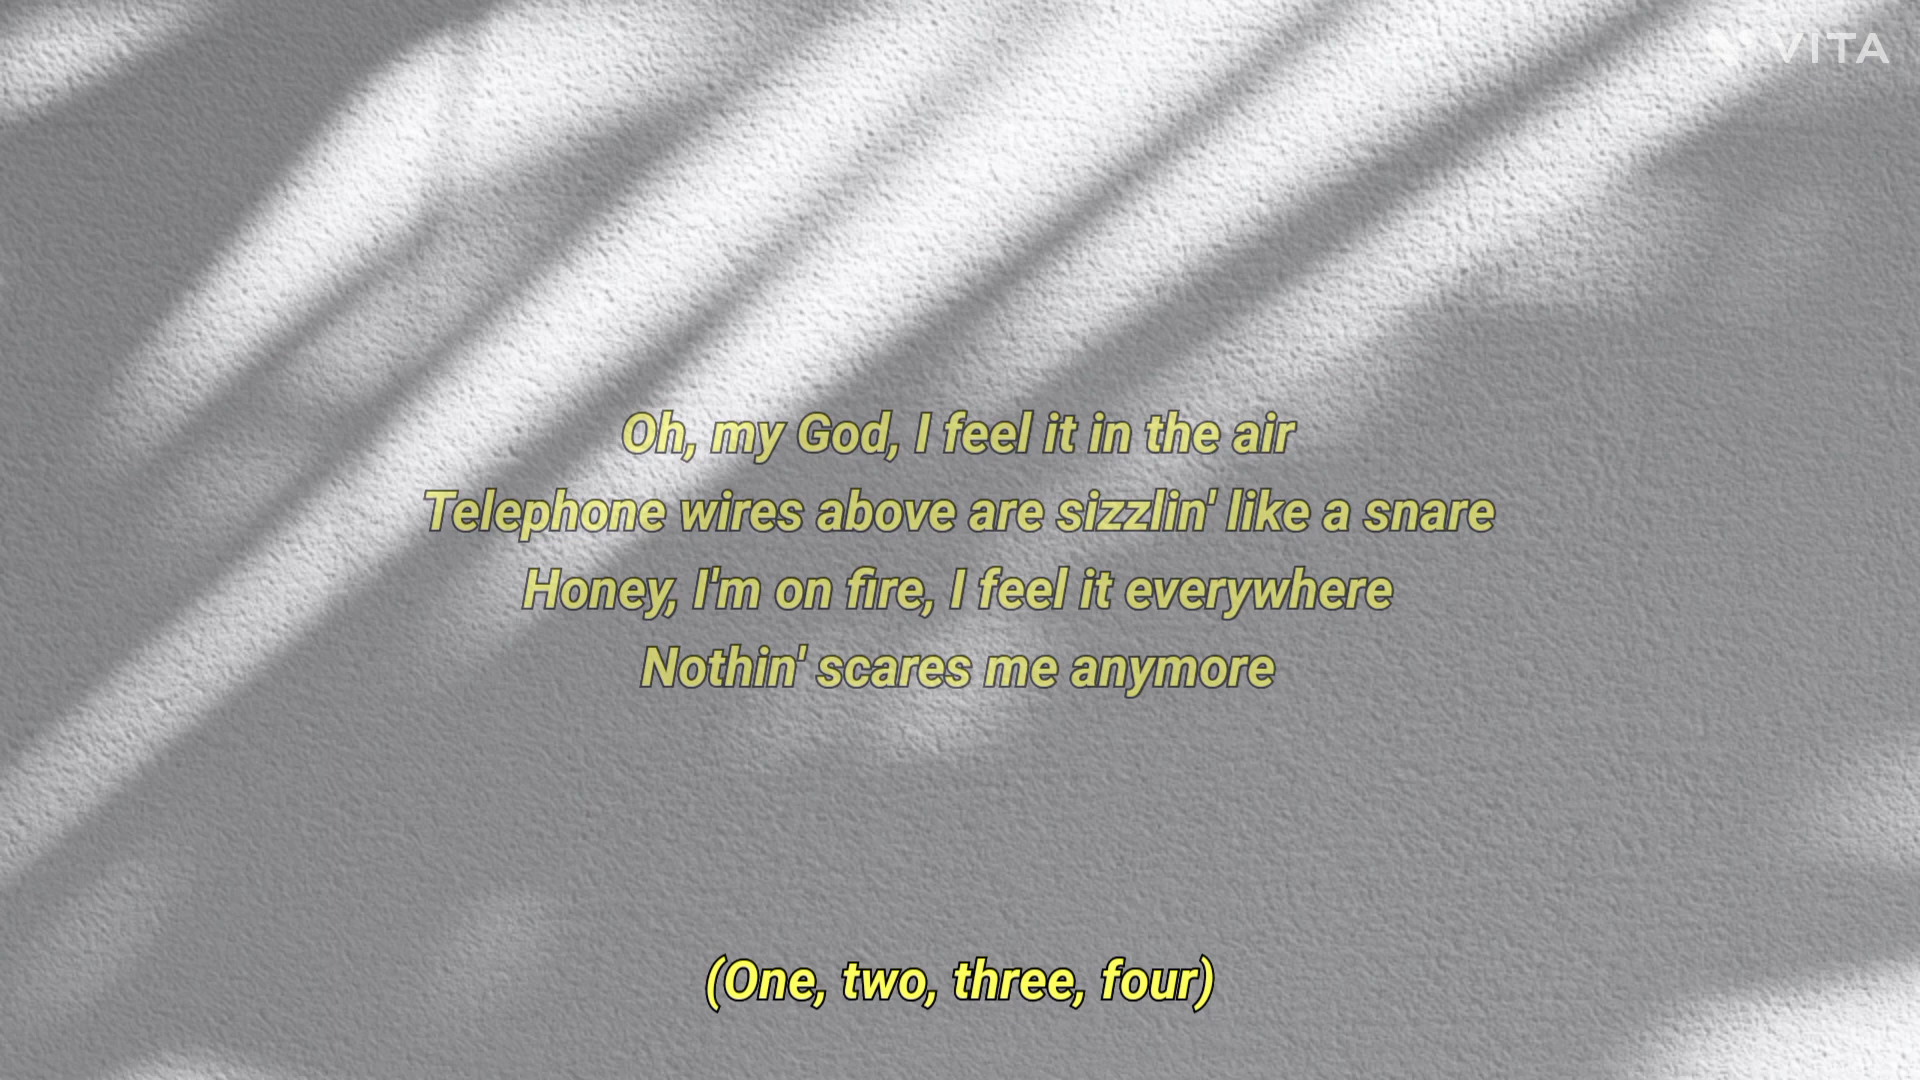 VITA
Oh, my God, I feel it in the air
Telephone wires above are sizzlin' like a snare
Honey, I'm on fire, I feel it everywhere
Nothin' scares me anymore
(One, two, three, four)